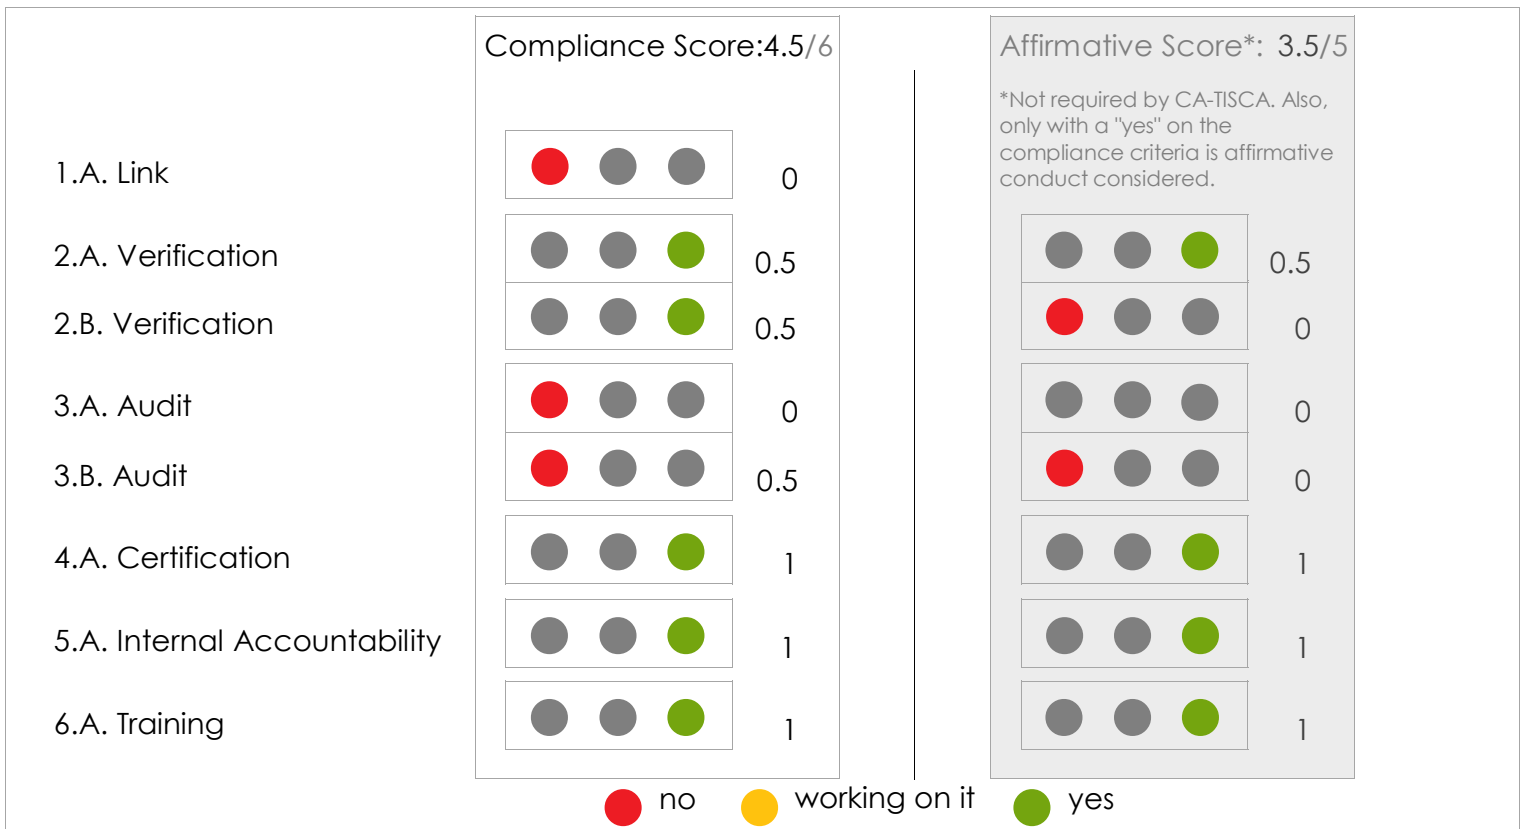 Compliance Score:4.5/6
Affirmative Score*: 3.5/5
*Not required by CA-TISCA. Also,
only with a "yes" on the
compliance criteria is affirmative
conduct considered.
1.A. Link 0
2.A. Verification 0.5 0.5
2.B. Verification 0.5 0
3.A. Audit 0 0
3.B. Audit 0.5 0
4.A. Certification 1 1
5.A. Internal Accountability 1 1
6.A. Training 1 1
no working on it yes